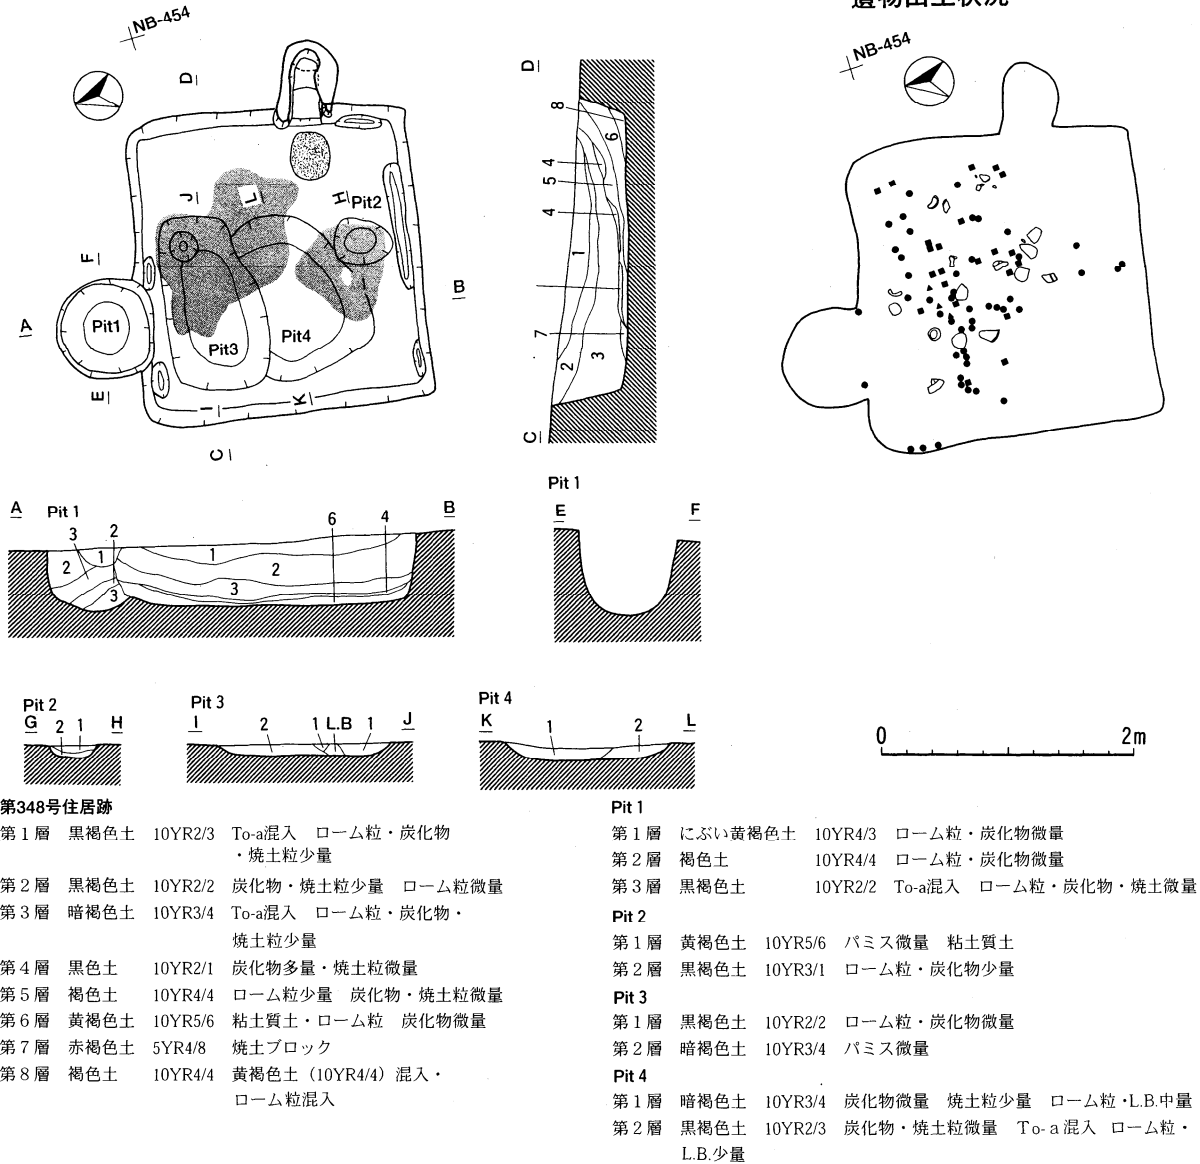 NB-454
D
J
L
H
Pit2
F
B
A
Pit1
Pit3
Pit4
E
I
K
C
D
8
6
4
5
4
1
7
2
3
C
NB-454
A
Pit 1
B
3
2
6
4
1
1
2
2
3
3
Pit 1
E
F
Pit 2
G
2
1
H
Pit 3
I
2
1
L.B
1
J
Pit 4
K
1
2
L
0
2m
第348号住居跡
第1層 黒褐色土 10YR2/3 To-a混入 ローム粒・炭化物
・焼土粒少量
第2層 黒褐色土 10YR2/2 炭化物・焼土粒少量 ローム粒微量
第3層 暗褐色土 10YR3/4 To-a混入 ローム粒・炭化物・
焼土粒少量
第4層 黒色土 10YR2/1 炭化物多量・焼土粒微量
第5層 褐色土 10YR4/4 ローム粒少量 炭化物・焼土粒微量
第6層 黄褐色土 10YR5/6 粘土質土・ローム粒 炭化物微量
第7層 赤褐色土 5YR4/8 焼土ブロック
第8層 褐色土 10YR4/4 黄褐色土（10YR4/4）混入・
ローム粒混入
Pit 1
第1層 にぶい黄褐色土 10YR4/3 ローム粒・炭化物微量
第2層 褐色土 10YR4/4 ローム粒・炭化物微量
第3層 黒褐色土 10YR2/2 To-a混入 ローム粒・炭化物・焼土微量
Pit 2
第1層 黄褐色土 10YR5/6 パミス微量 粘土質土
第2層 黒褐色土 10YR3/1 ローム粒・炭化物少量
Pit 3
第1層 黒褐色土 10YR2/2 ローム粒・炭化物微量
第2層 暗褐色土 10YR3/4 パミス微量
Pit 4
第1層 暗褐色土 10YR3/4 炭化物微量 焼土粒少量 ローム粒・L.B.中量
第2層 黒褐色土 10YR2/3 炭化物・焼土粒微量 To-a混入 ローム粒・
L.B.少量